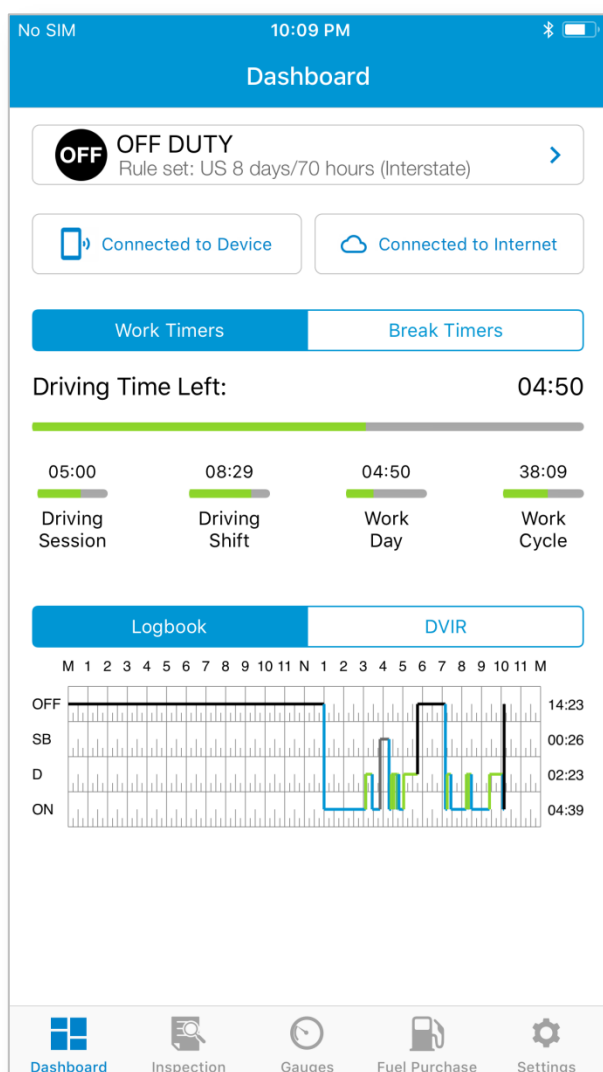 No SIM 10:09 PM
Dashboard
OFF OFF DUTY
Rule set: US 8 days/70 hours (Interstate)
Connected to Device Connected to Internet
Work Timers Break Timers
Driving Time Left: 04:50
05:00 08:29 04:50 38:09
Driving Driving Work Work
Session Shift Day Cycle
Logbook DVIR
M 1 2 3 4 5 6 7 8 9 10 11 N 1 2 3 4 5 6 7 8 9 10 11 M
OFF 14:23
SB 00:26
D 02:23
ON 04:39
Dashboard Inspection Gauges Fuel Purchase Settings